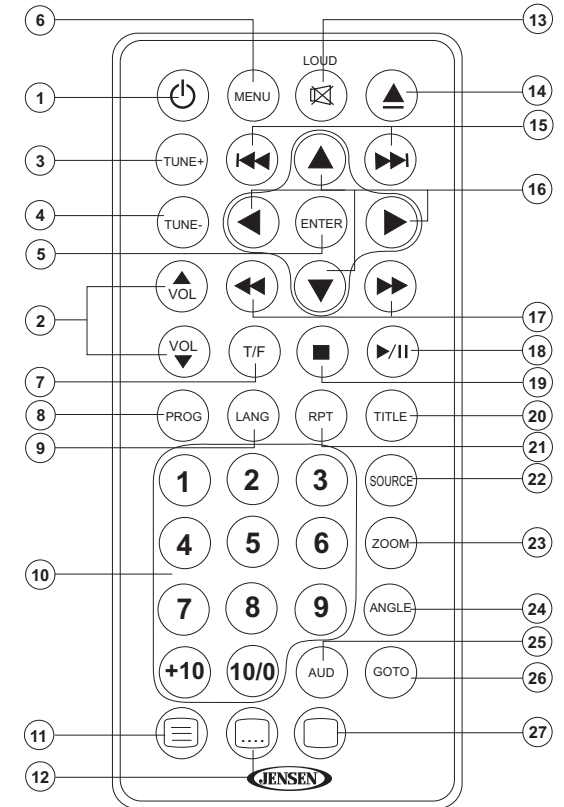 6
13
LOUD
1
MENU
14
15
3
TUNE+
16
4
TUNE-
ENTER
5
2
VOL
17
VOL
T/F
18
7
19
8
PROG
LANG
RPT
TITLE
20
9
21
1
2
3
SOURCE
22
4
5
6
ZOOM
23
10
7
8
9
ANGLE
24
25
+10
10/0
AUD
GOTO
26
11
27
12
JENSEN